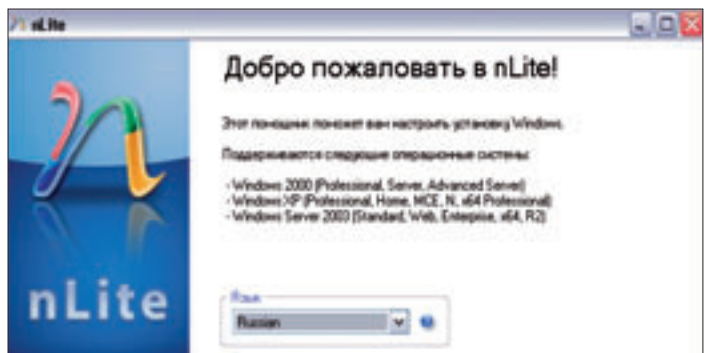 nLite
Добро пожаловать в nLite!
Этот помощник поможет вам настроить установку Windows.
Поддерживаются следующие операционные системы:
- Windows 2000 (Professional, Server, Advanced Server)
- Windows XP (Professional, Home, MCE, N, x64 Professional)
- Windows Server 2003 (Standard, Web, Enterprise, x64, R2)
nLite
Язык
Russian